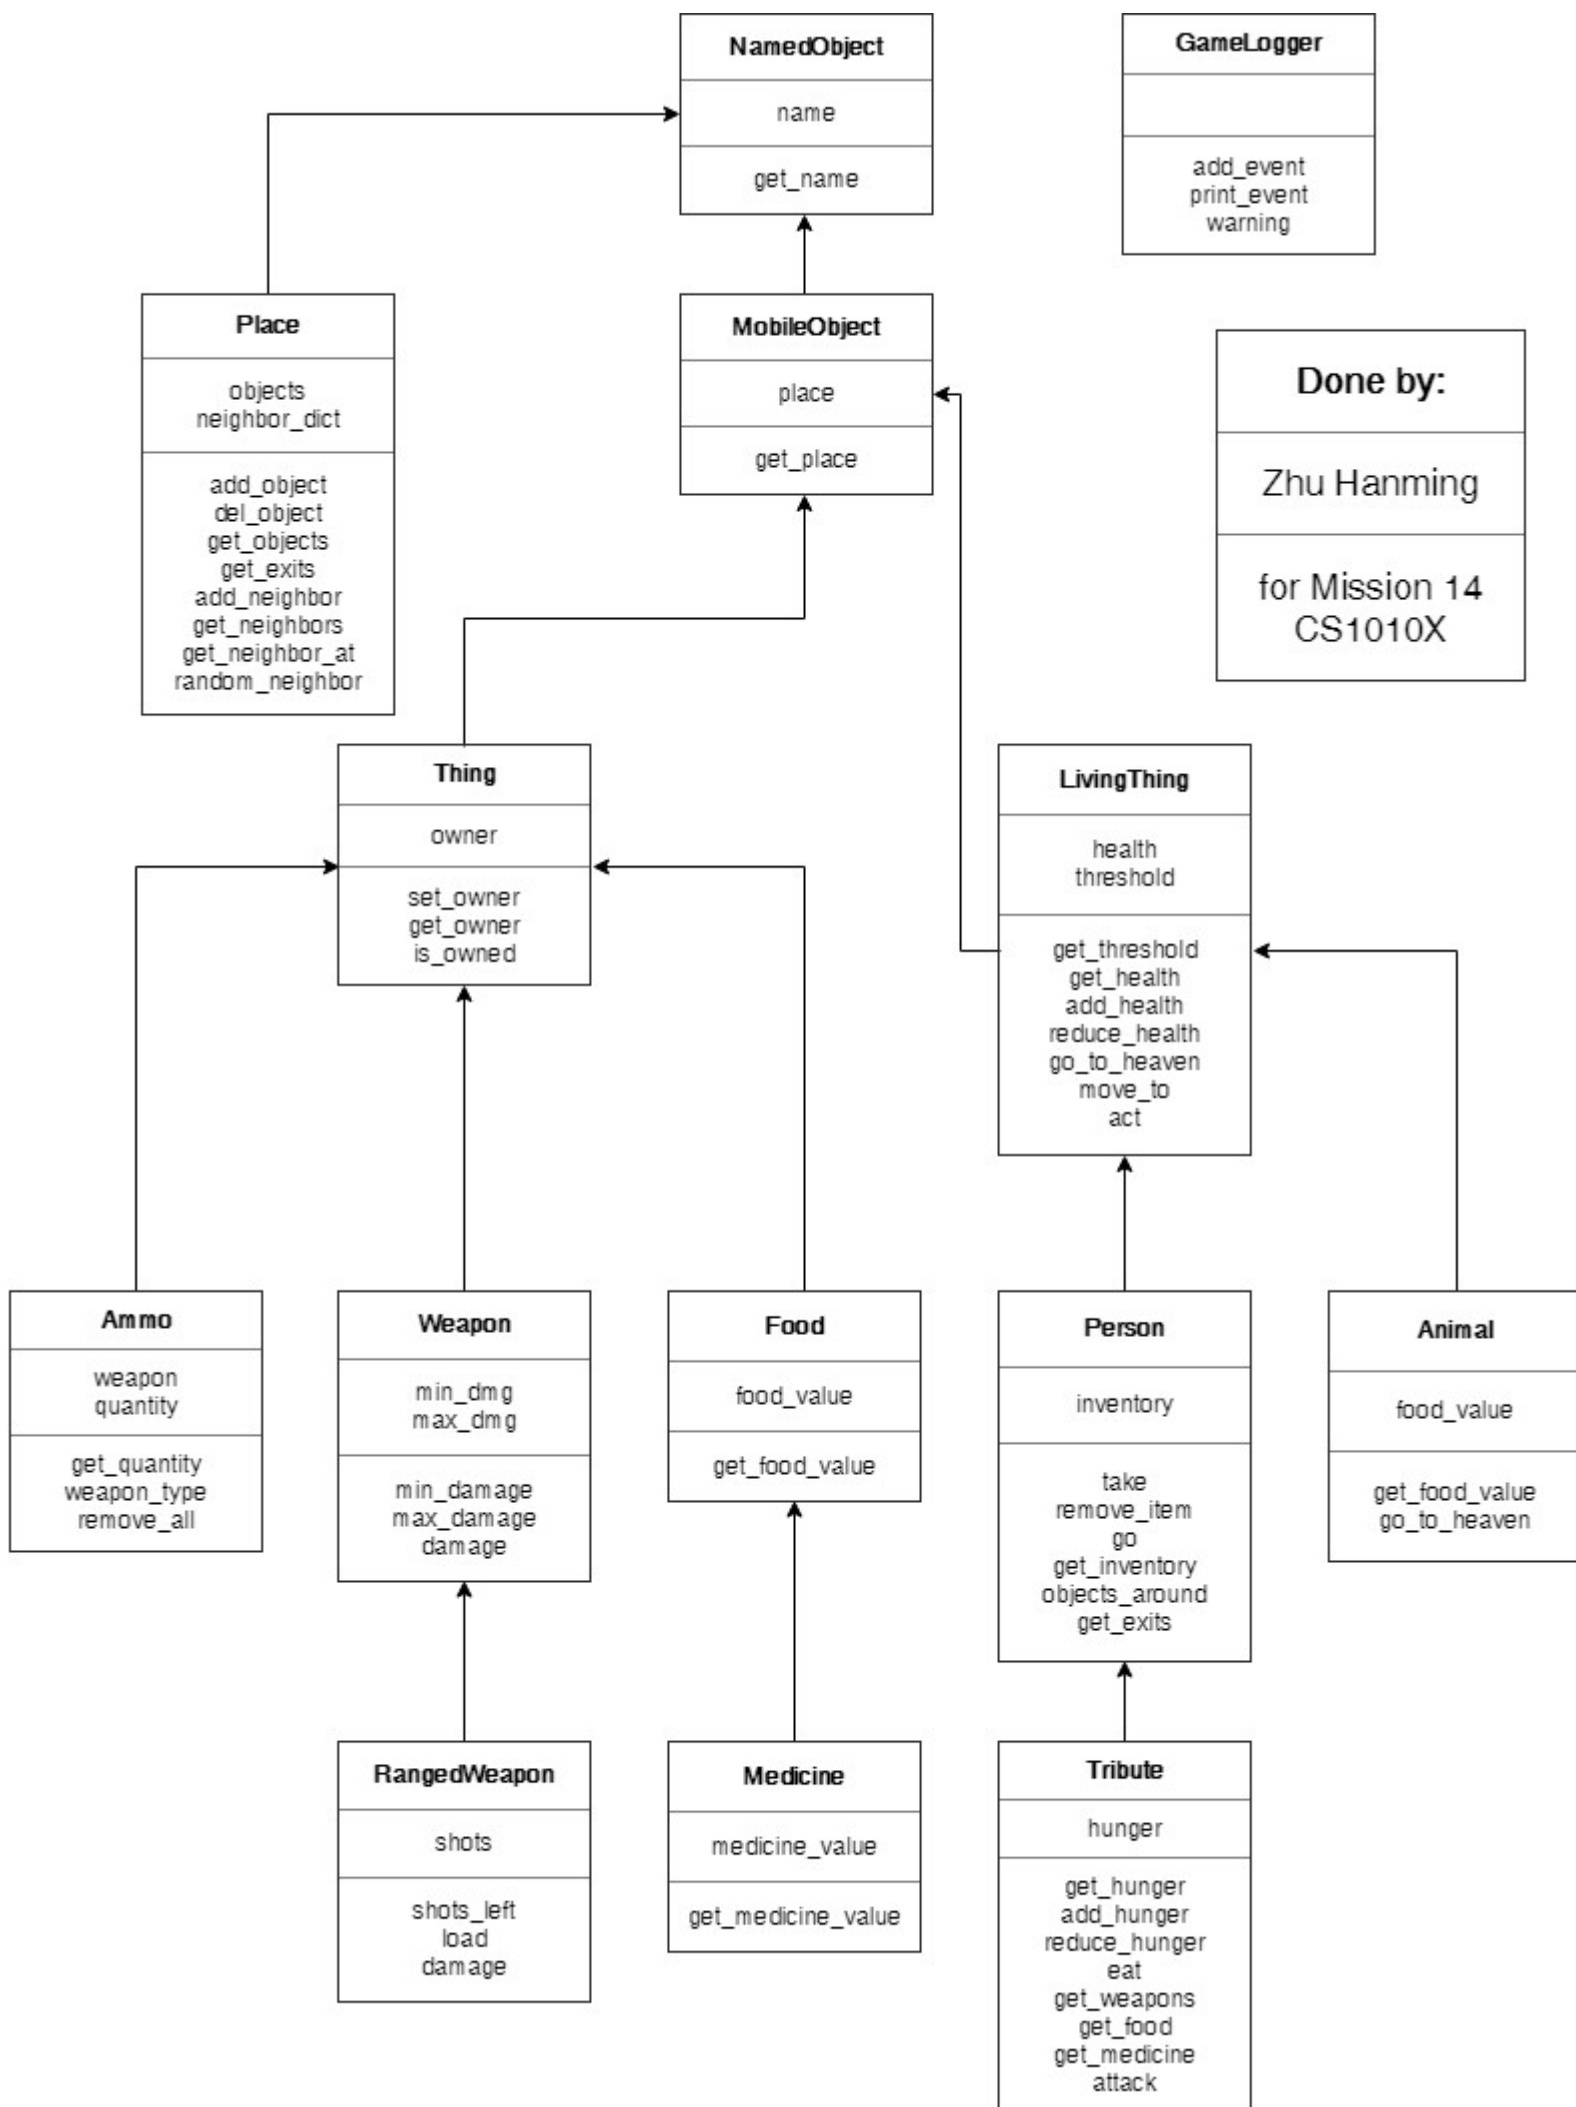 NamedObject
name
get_name
GameLogger
add_event
print_event
warning
Place
objects
neighbor_dict
add_object
del_object
get_objects
get_exits
add_neighbor
get_neighbors
get_neighbor_at
random_neighbor
MobileObject
place
get_place
Done by:
Zhu Hanming
for Mission 14
CS1010X
Thing
owner
set_owner
get_owner
is_owned
LivingThing
health
threshold
get_threshold
get_health
add_health
reduce_health
go_to_heaven
move_to
act
Ammo
weapon
quantity
get_quantity
weapon_type
remove_all
Weapon
min_dmg
max_dmg
min_damage
max_damage
damage
Food
food_value
get_food_value
Person
inventory
take
remove_item
go
get_inventory
objects_around
get_exits
Animal
food_value
get_food_value
go_to_heaven
RangedWeapon
shots
shots_left
load
damage
Medicine
medicine_value
get_medicine_value
Tribute
hunger
get_hunger
add_hunger
reduce_hunger
eat
get_weapons
get_food
get_medicine
attack